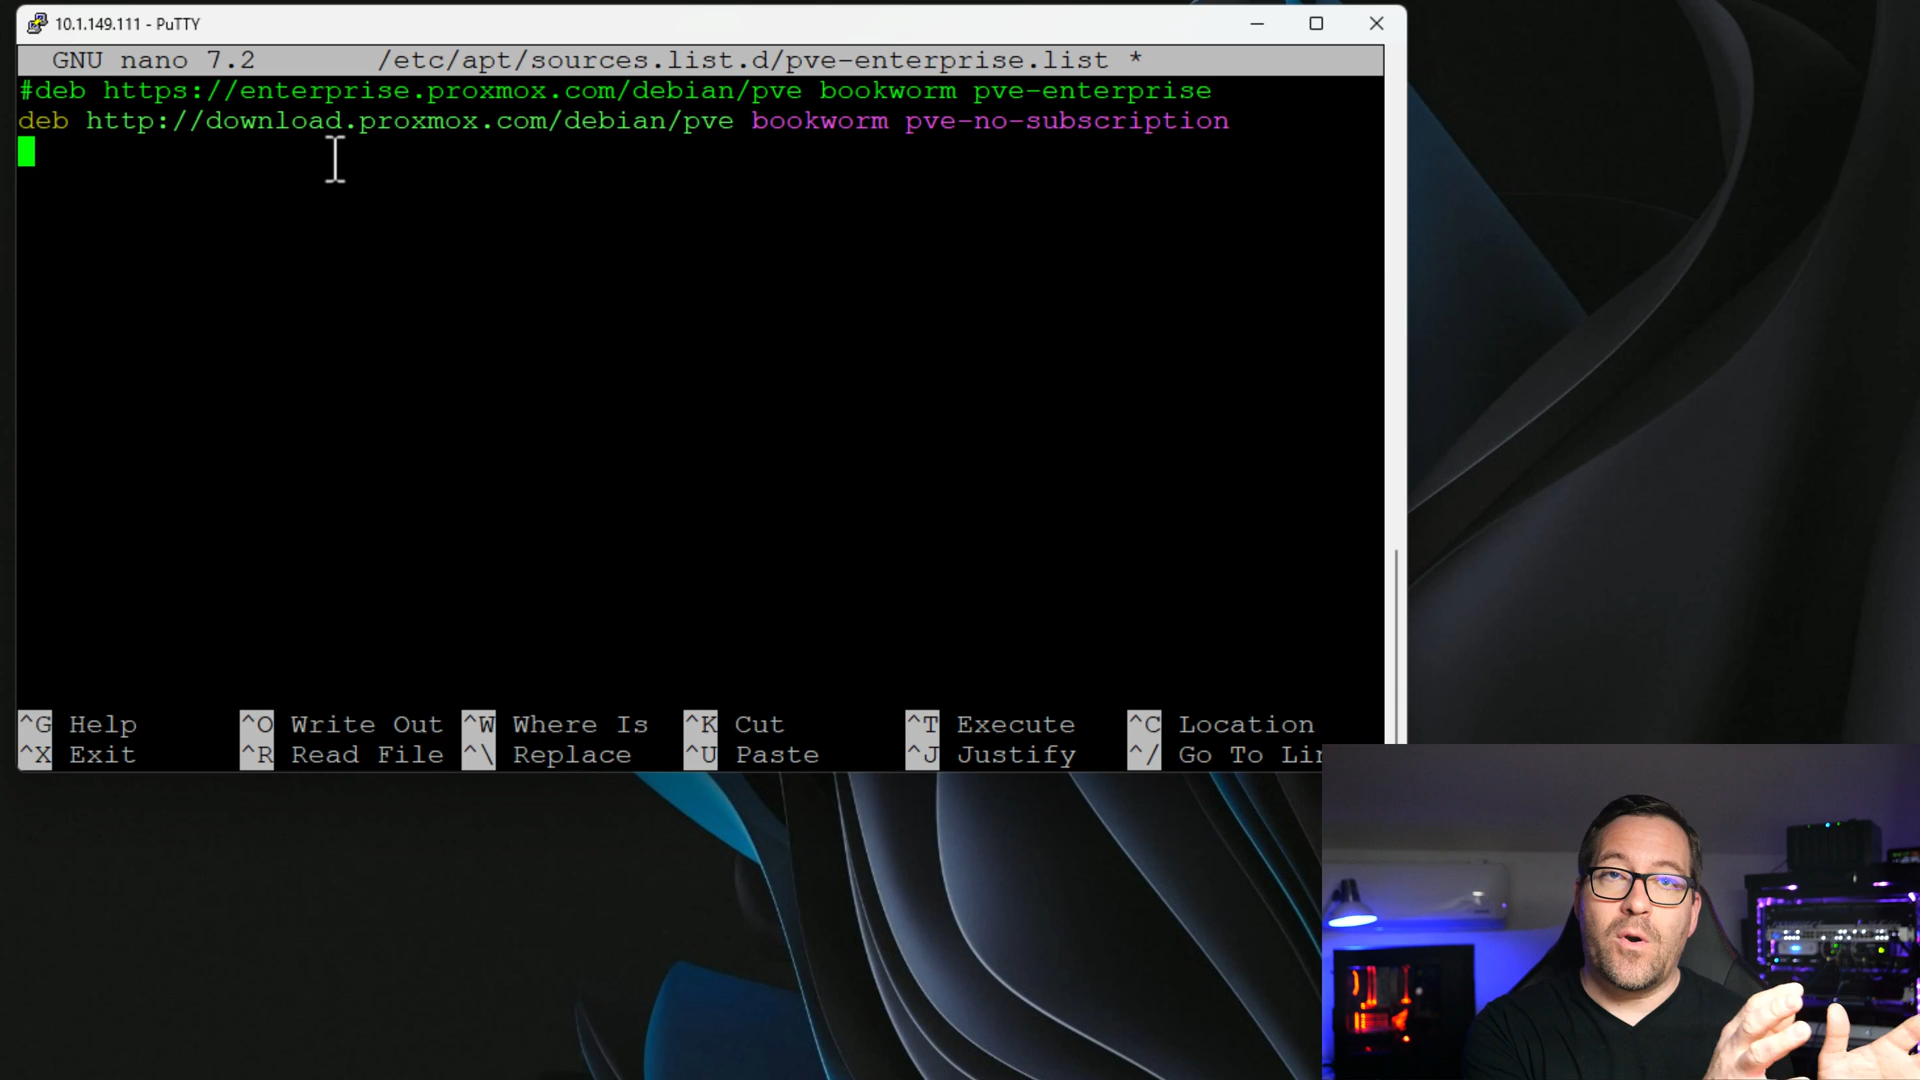 10.1.149.111 - PuTTY
GNU nano 7.2 /etc/apt/sources.list.d/pve-enterprise.list *
#deb https://enterprise.proxmox.com/debian/pve bookworm pve-enterprise
deb http://download.proxmox.com/debian/pve bookworm pve-no-subscription
^G Help ^O Write Out ^W Where Is ^K Cut ^T Execute ^C Location
^X Exit ^R Read File ^\ Replace ^U Paste ^J Justify ^/ Go To